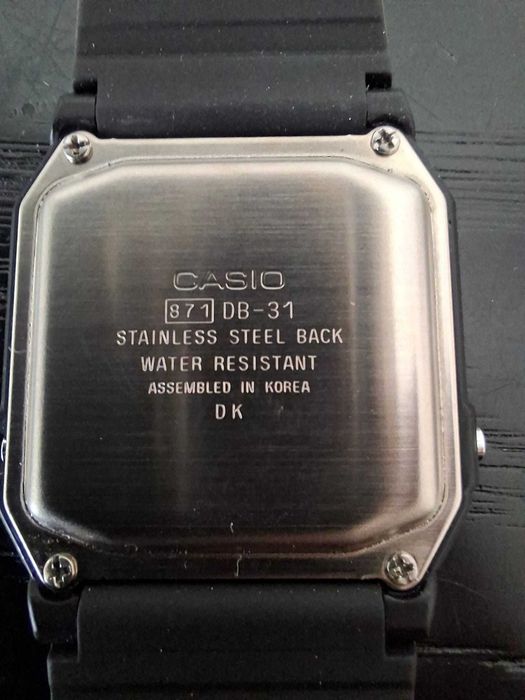 CASIO
871 DB-31
STAINLESS STEEL BACK
WATER RESISTANT
ASSEMBLED IN KOREA
DK